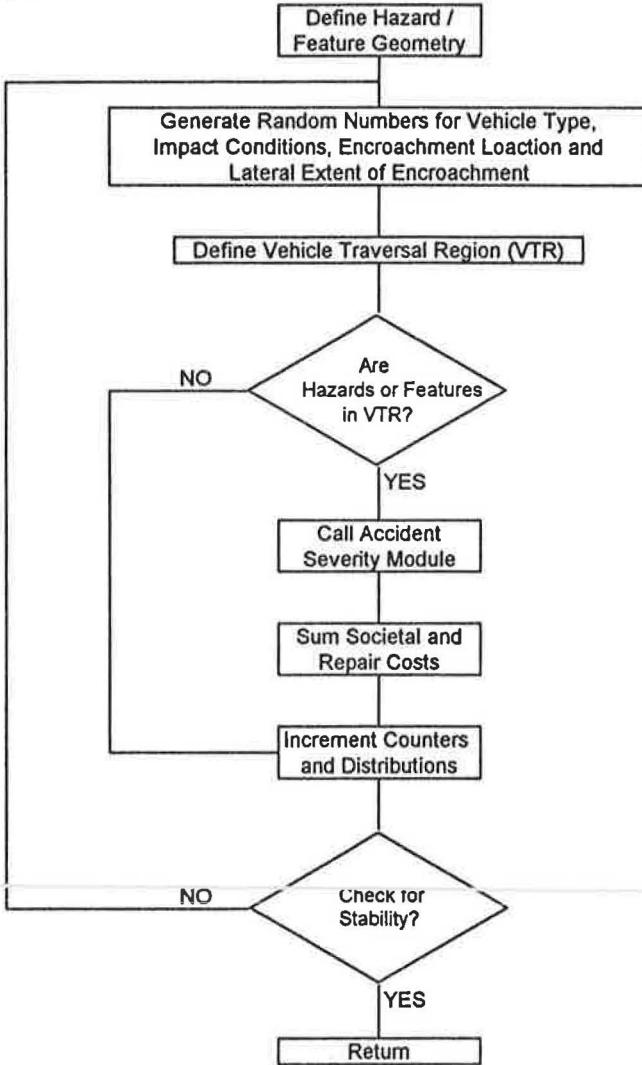 Define Hazard /
Feature Geometry
Generate Random Numbers for Vehicle Type,
Impact Conditions, Encroachment Loaction and
Lateral Extent of Encroachment
Define Vehicle Traversal Region (VTR)
Are
Hazards or Features
in VTR?
NO
YES
Call Accident
Severity Module
Sum Societal and
Repair Costs
Increment Counters
and Distributions
Check for
Stability?
NO
YES
Return